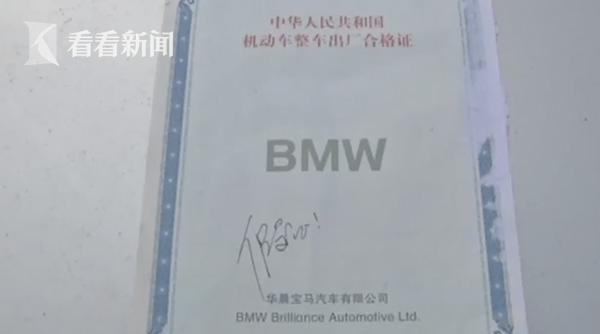 看看新闻
中华人民共和国
机动车整车出厂合格证
BMW
华晨宝马汽车有限公司
BMW Brilliance Automotive Ltd.